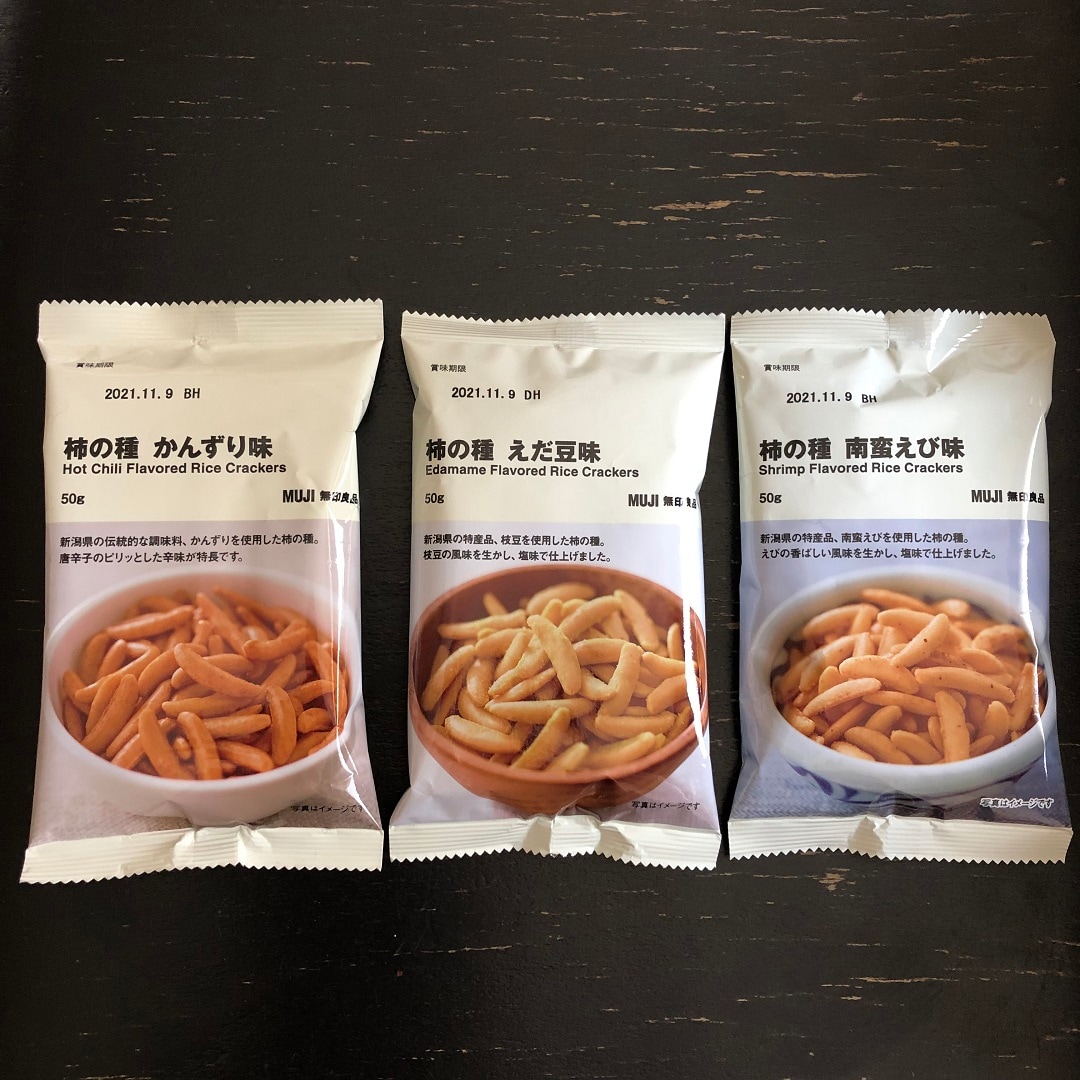 賞味期限
2021.11.9 BH
柿の種 かんずり味
Hot Chili Flavored Rice Crackers
50g
MUJI 無印良品
新潟県の伝統的な調味料、かんずりを使用した柿の種。
唐辛子のピリッとした辛味が特長です。
写真はイメージです
賞味期限
2021.11.9 DH
柿の種 えだ豆味
Edamame Flavored Rice Crackers
50g
MUJI 無印良品
新潟県の特産品、枝豆を使用した柿の種。
枝豆の風味を生かし、塩味で仕上げました。
写真はイメージです
賞味期限
2021.11.9 BH
柿の種 南蛮えび味
Shrimp Flavored Rice Crackers
50g
MUJI 無印良品
新潟県の特産品、南蛮えびを使用した柿の種。
えびの香ばしい風味を生かし、塩味で仕上げました。
写真はイメージです